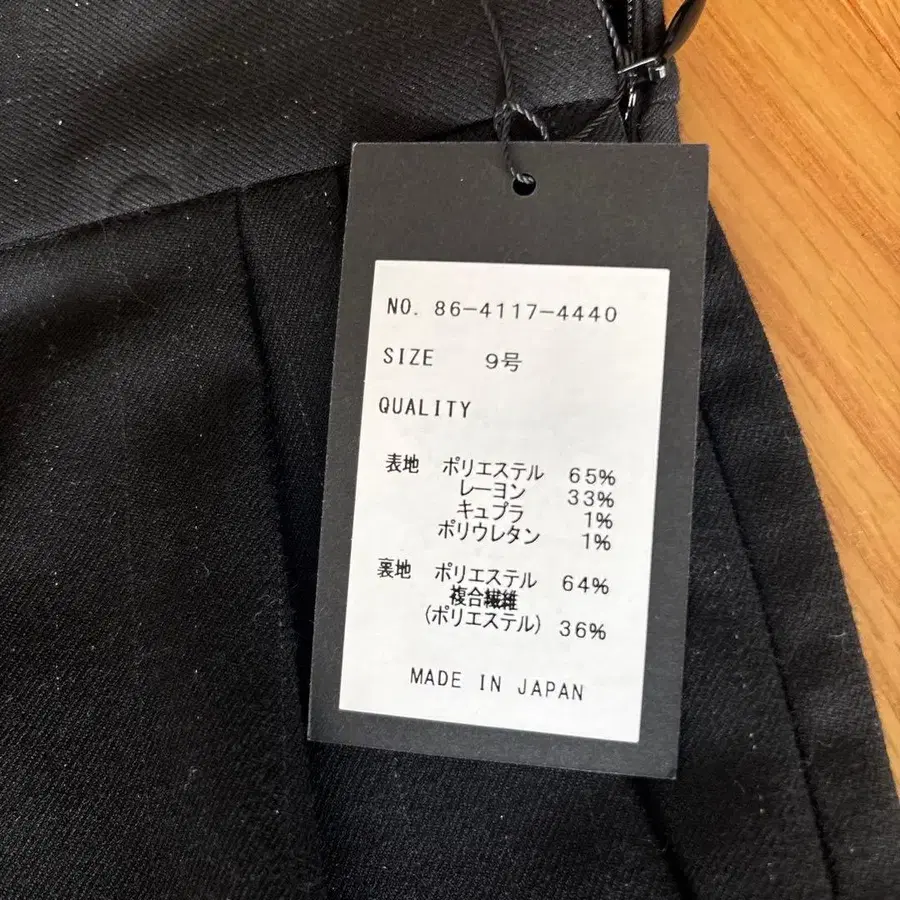 NO. 86-4117-4440
SIZE 9号
QUALITY
表地 ポリエステル 65%
レーヨン 33%
キュプラ 1%
ポリウレタン 1%
裏地 ポリエステル 64%
複合繊維
(ポリエステル) 36%
MADE IN JAPAN